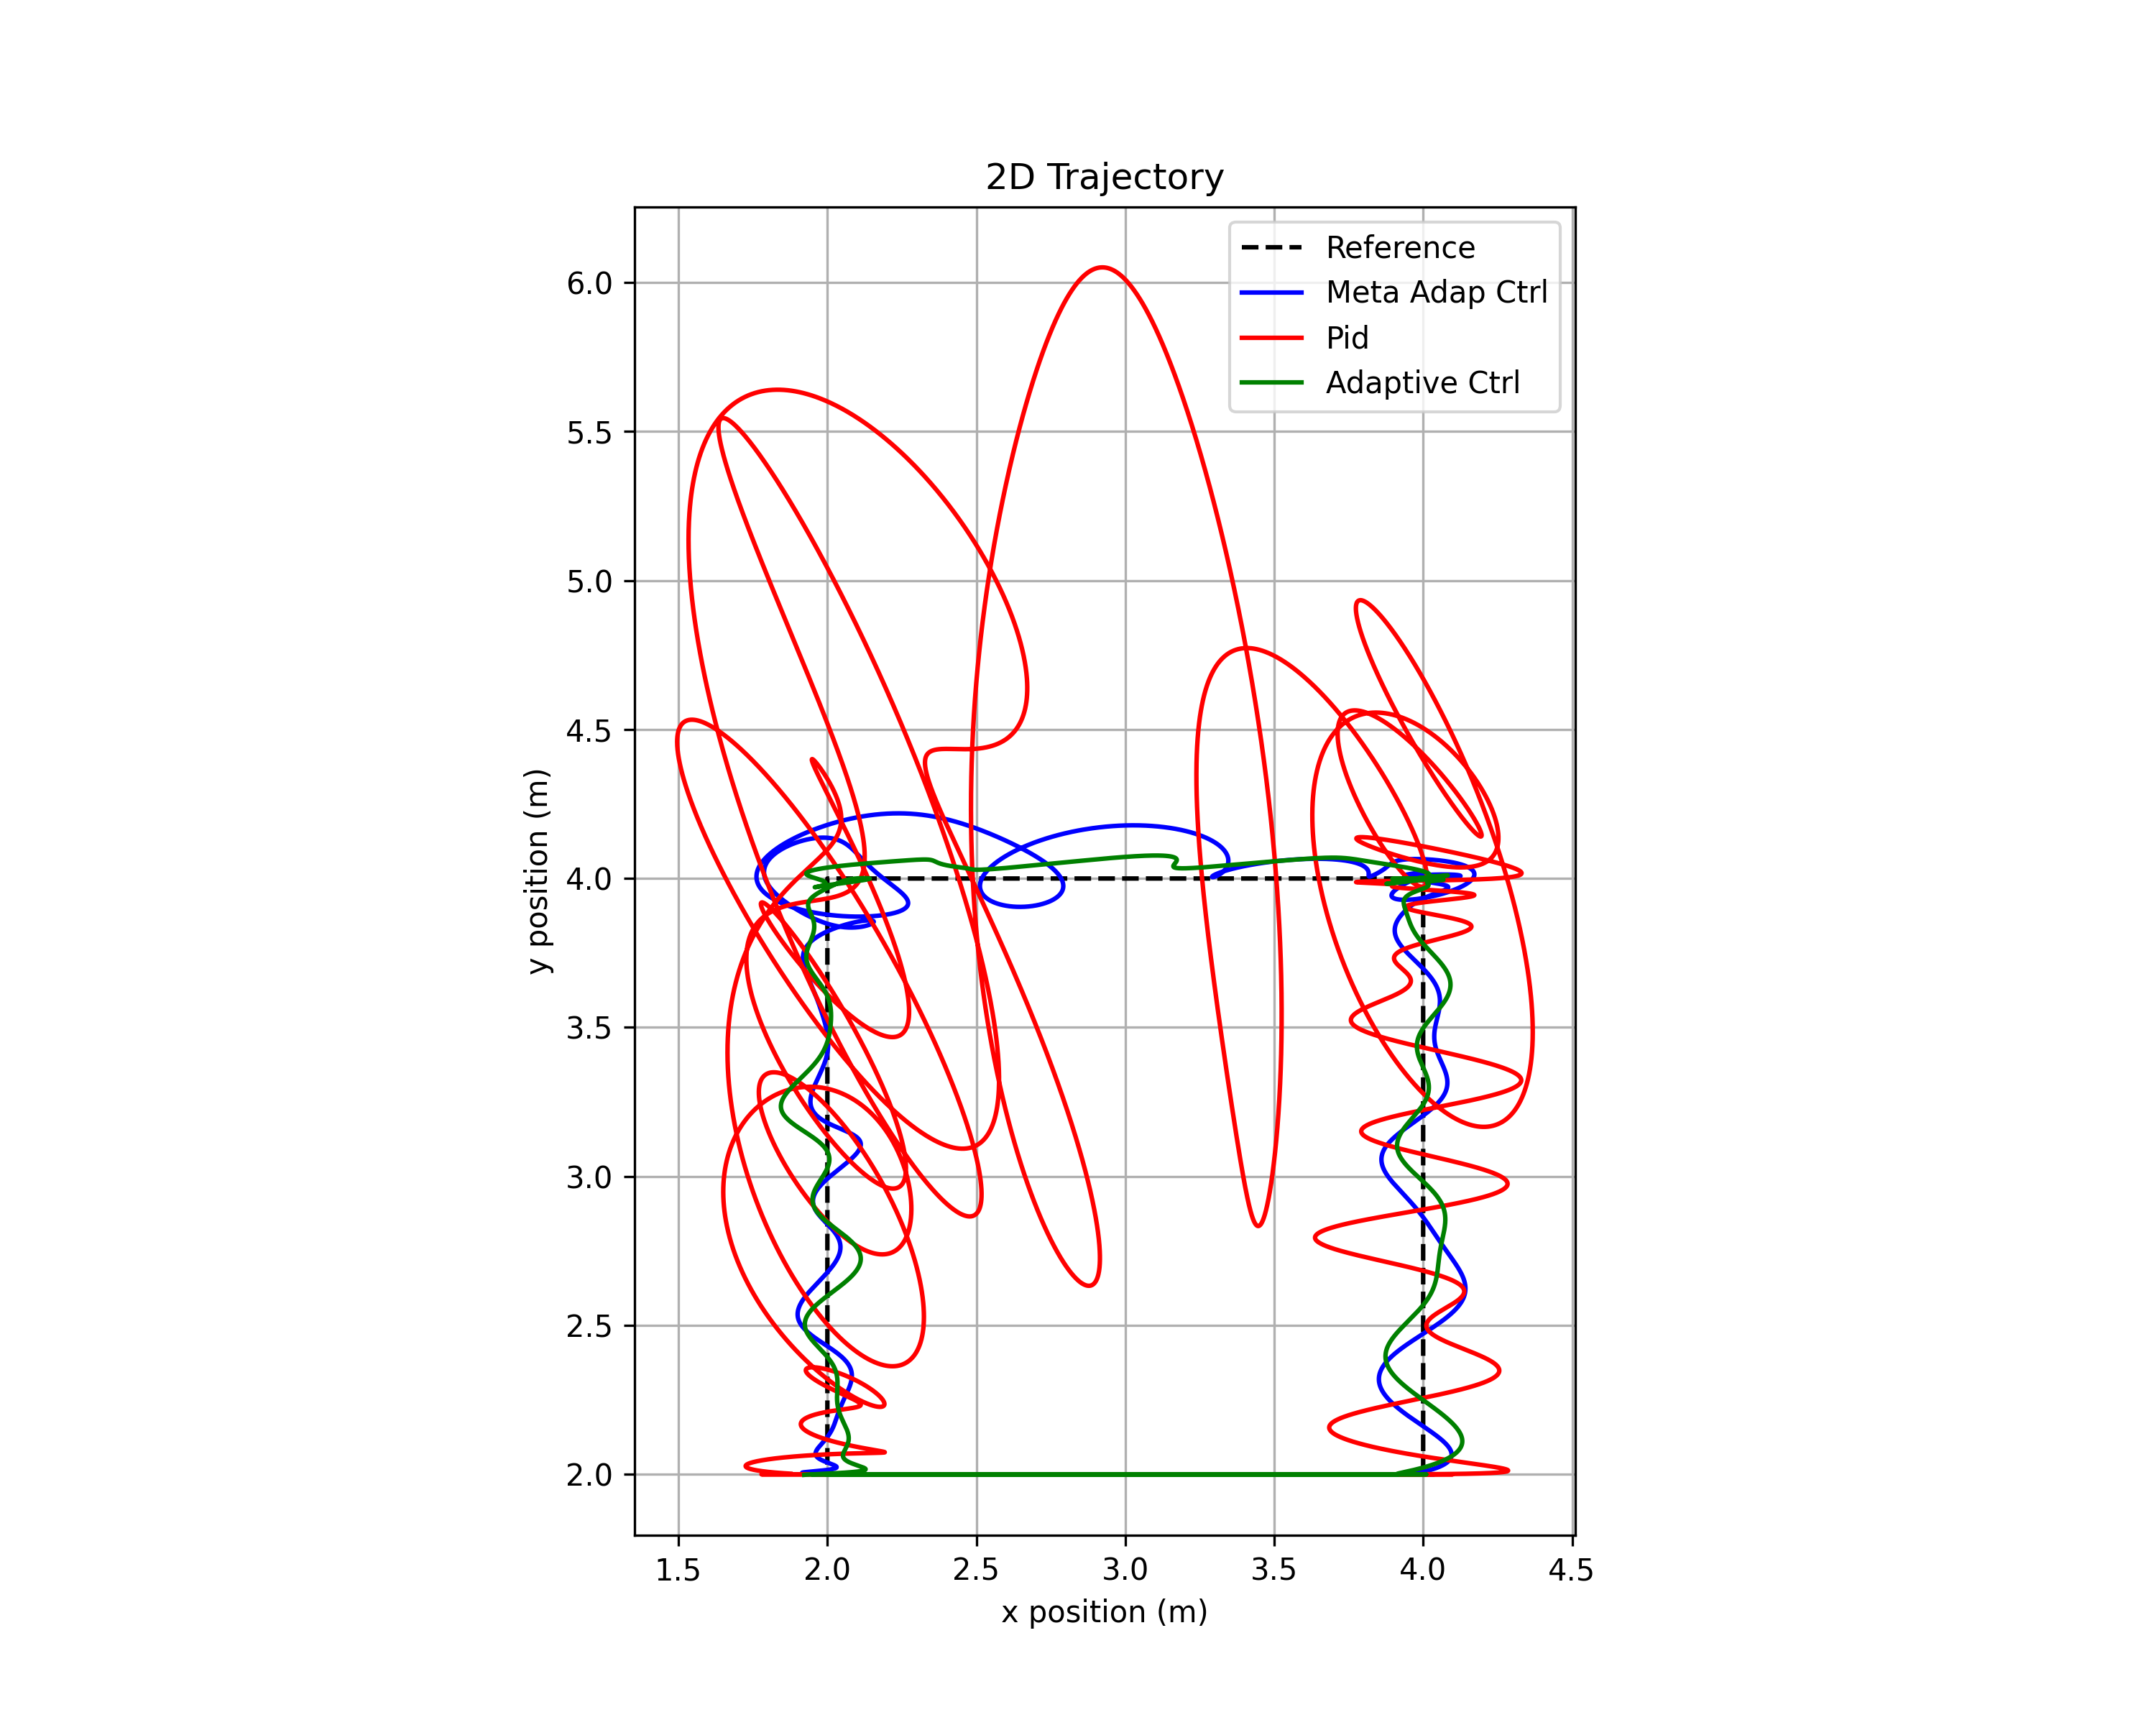 2D Trajectory
Reference
Meta Adap Ctrl
Pid
Adaptive Ctrl
6.0
5.5
5.0
4.5
4.0
3.5
3.0
2.5
2.0
y position (m)
1.5 2.0 2.5 3.0 3.5 4.0 4.5
x position (m)